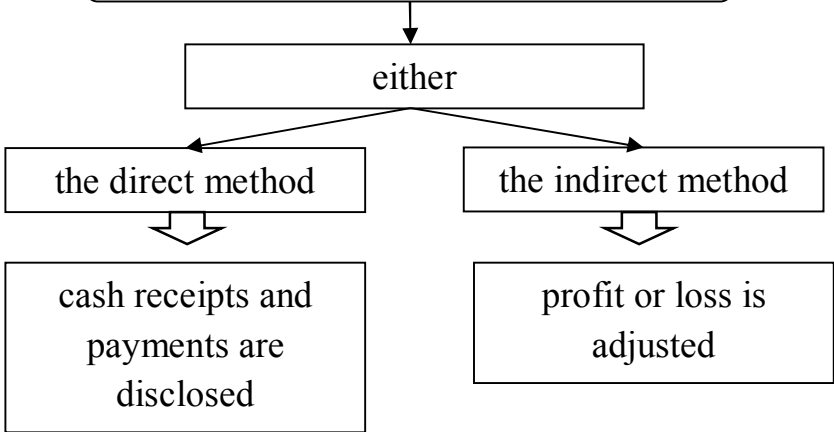 either
the direct method
the indirect method
cash receipts and
payments are
disclosed
profit or loss is
adjusted